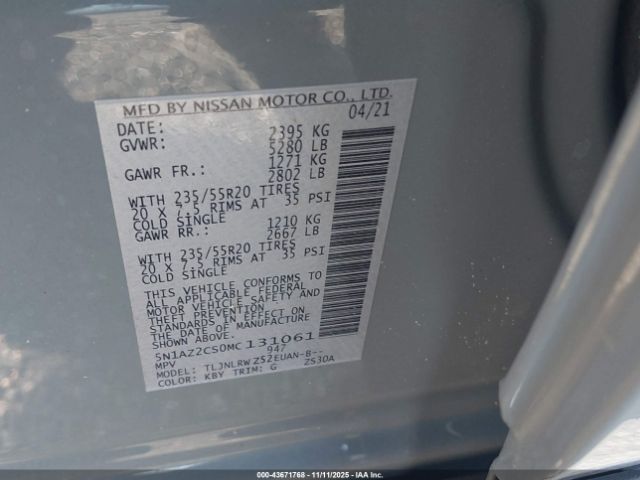 MFD BY NISSAN MOTOR CO., LTD.
DATE: 04/21
GVWR: 2395 KG
5280 LB
GAWR FR.: 1271 KG
2802 LB
WITH 235/55R20 TIRES
20 X 7.5 RIMS AT 35 PSI
COLD SINGLE
GAWR RR.: 1210 KG
2667 LB
WITH 235/55R20 TIRES
20 X 7.5 RIMS AT 35 PSI
COLD SINGLE
THIS VEHICLE CONFORMS TO
ALL APPLICABLE FEDERAL
MOTOR VEHICLE SAFETY AND
THEFT PREVENTION
STANDARDS IN EFFECT ON
THE DATE OF MANUFACTURE
5N1AZ2CS0MC131061
MPV 947
MODEL: TLJNLRWZ52EUAN-B--
COLOR: KBY TRIM: G Z530A
00-43671768 - 11/11/2025 - IAA Inc.